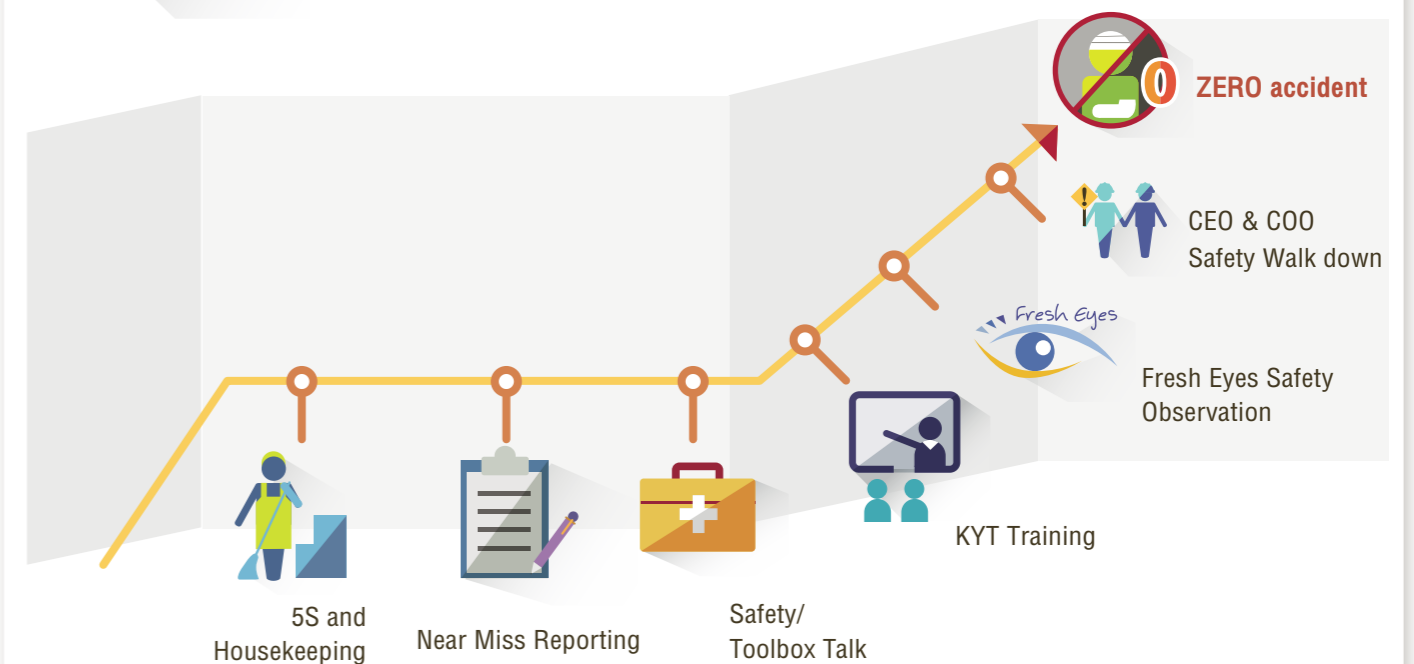 0
ZERO accident
CEO & COO
Safety Walk down
Fresh Eyes
Fresh Eyes Safety
Observation
KYT Training
5S and
Housekeeping
Near Miss Reporting
Safety/
Toolbox Talk